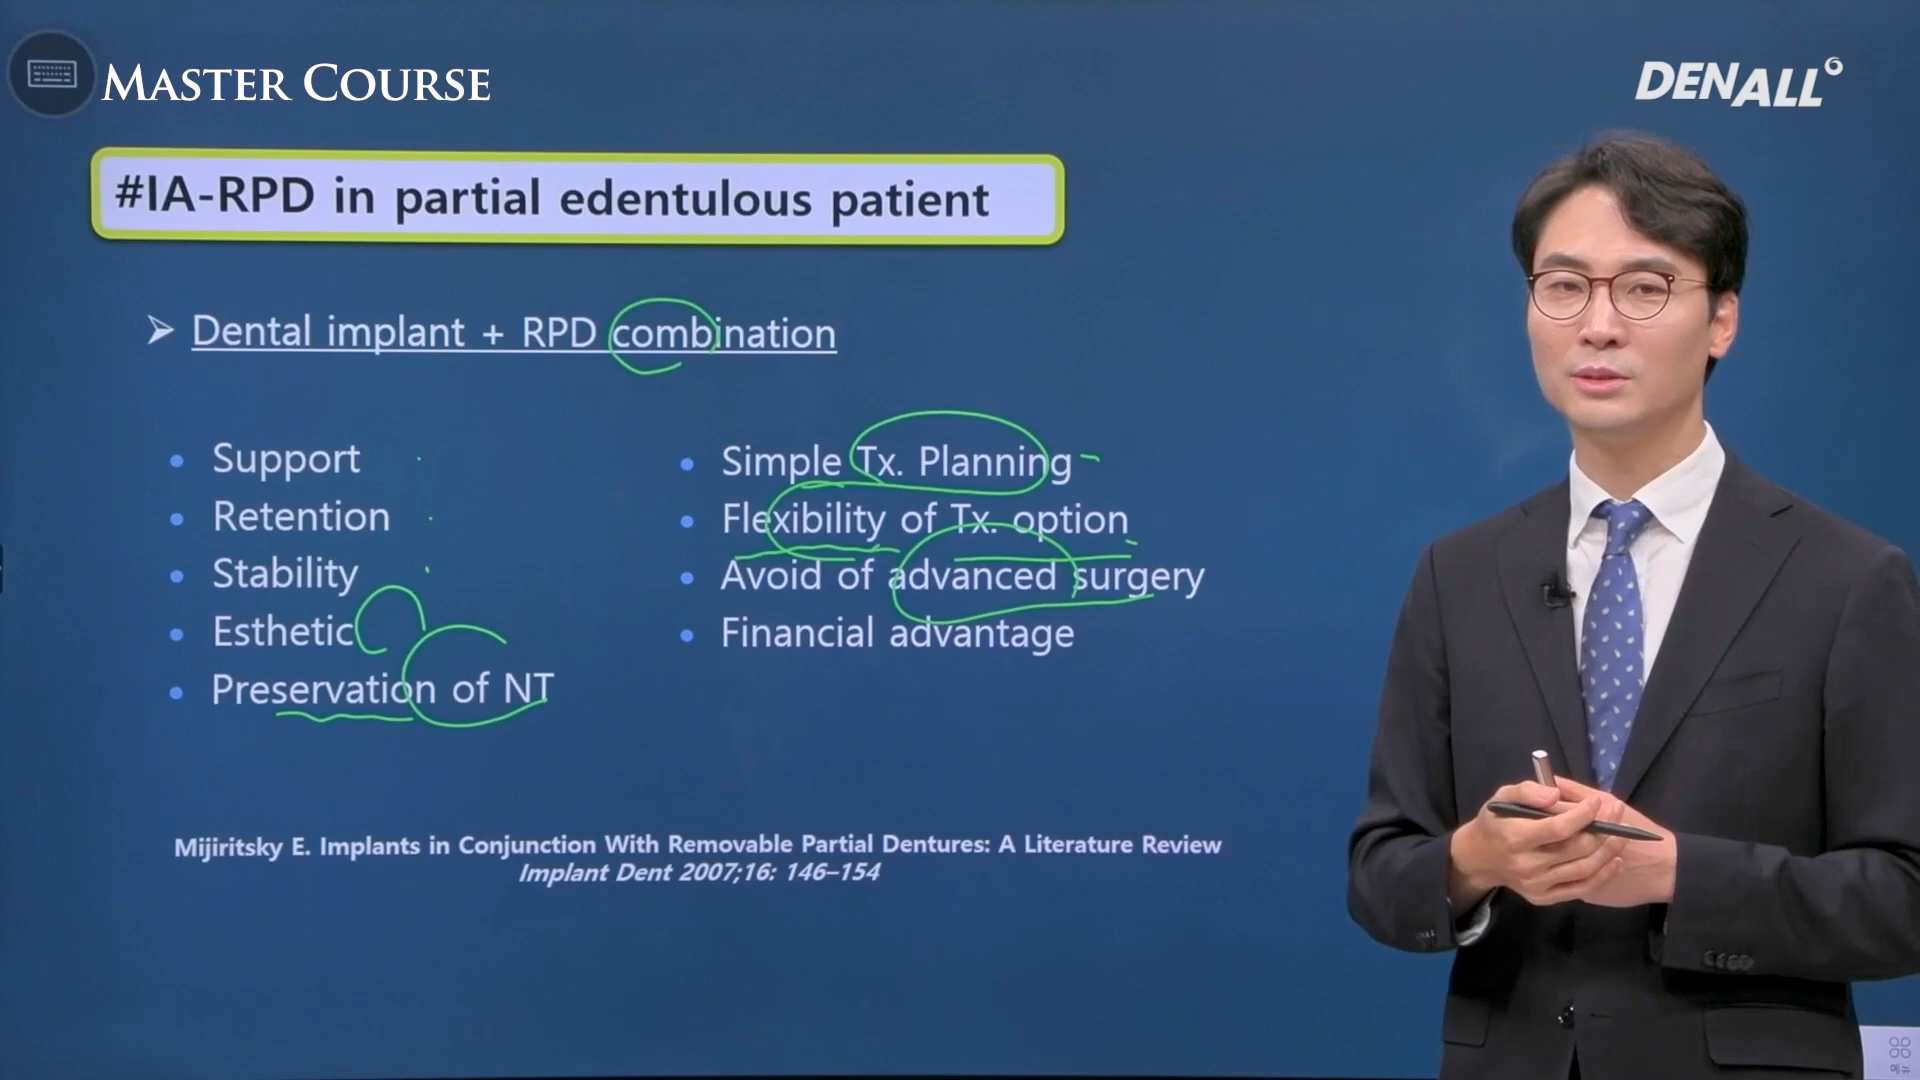 MASTER COURSE
DENALL
#IA-RPD in partial edentulous patient
Dental implant + RPD combination
Support
Retention
Stability
Esthetic
Preservation of NT
Simple Tx. Planning
Flexibility of Tx. option
Avoid of advanced surgery
Financial advantage
Mijiritsky E. Implants in Conjunction With Removable Partial Dentures: A Literature Review
Implant Dent 2007;16: 146–154
메뉴